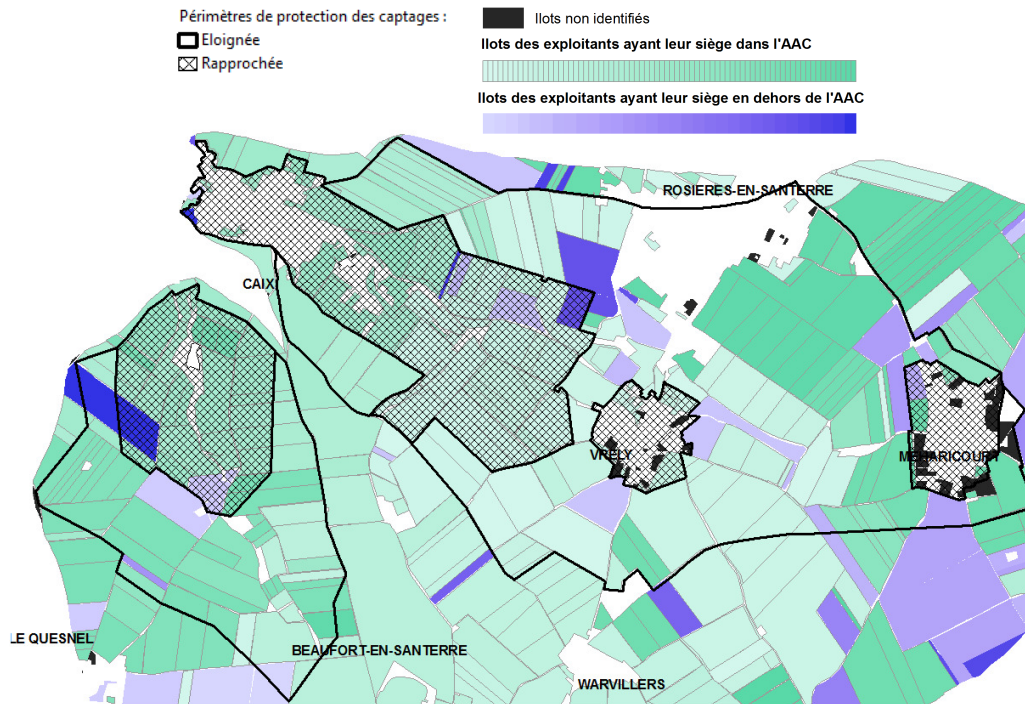 Périmètres de protection des captages :
Eloignée
Rapprochée
Ilots non identifiés
Ilots des exploitants ayant leur siège dans l'AAC
Ilots des exploitants ayant leur siège en dehors de l'AAC
ROSIERES-EN-SANTERRE
CAIX
VRELY
MEHARICOURT
LE QUESNEL
BEAUFORT-EN-SANTERRE
WARVILLERS